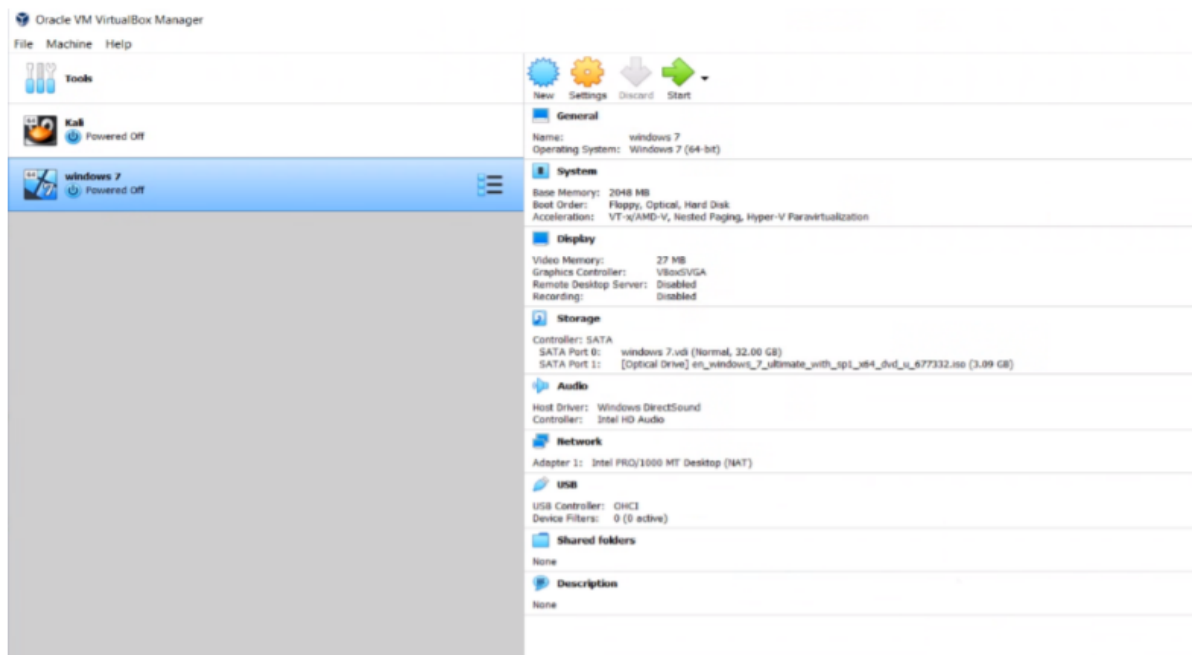 Oracle VM VirtualBox Manager
File Machine Help
Tools
Kali
Powered Off
windows 7
Powered Off
New Settings Discard Start
General
Name: windows 7
Operating System: Windows 7 (64-bit)
System
Base Memory: 2048 MB
Boot Order: Floppy, Optical, Hard Disk
Acceleration: VT-x/AMD-V, Nested Paging, Hyper-V Paravirtualization
Display
Video Memory: 27 MB
Graphics Controller: VBoxSVGA
Remote Desktop Server: Disabled
Recording: Disabled
Storage
Controller: SATA
SATA Port 0: windows 7.vdi (Normal, 32.00 GB)
SATA Port 1: [Optical Drive] en_windows_7_ultimate_with_sp1_x64_dvd_u_677332.iso (3.09 GB)
Audio
Host Driver: Windows DirectSound
Controller: Intel HD Audio
Network
Adapter 1: Intel PRO/1000 MT Desktop (NAT)
USB
USB Controller: OHCI
Device Filters: 0 (0 active)
Shared folders
None
Description
None